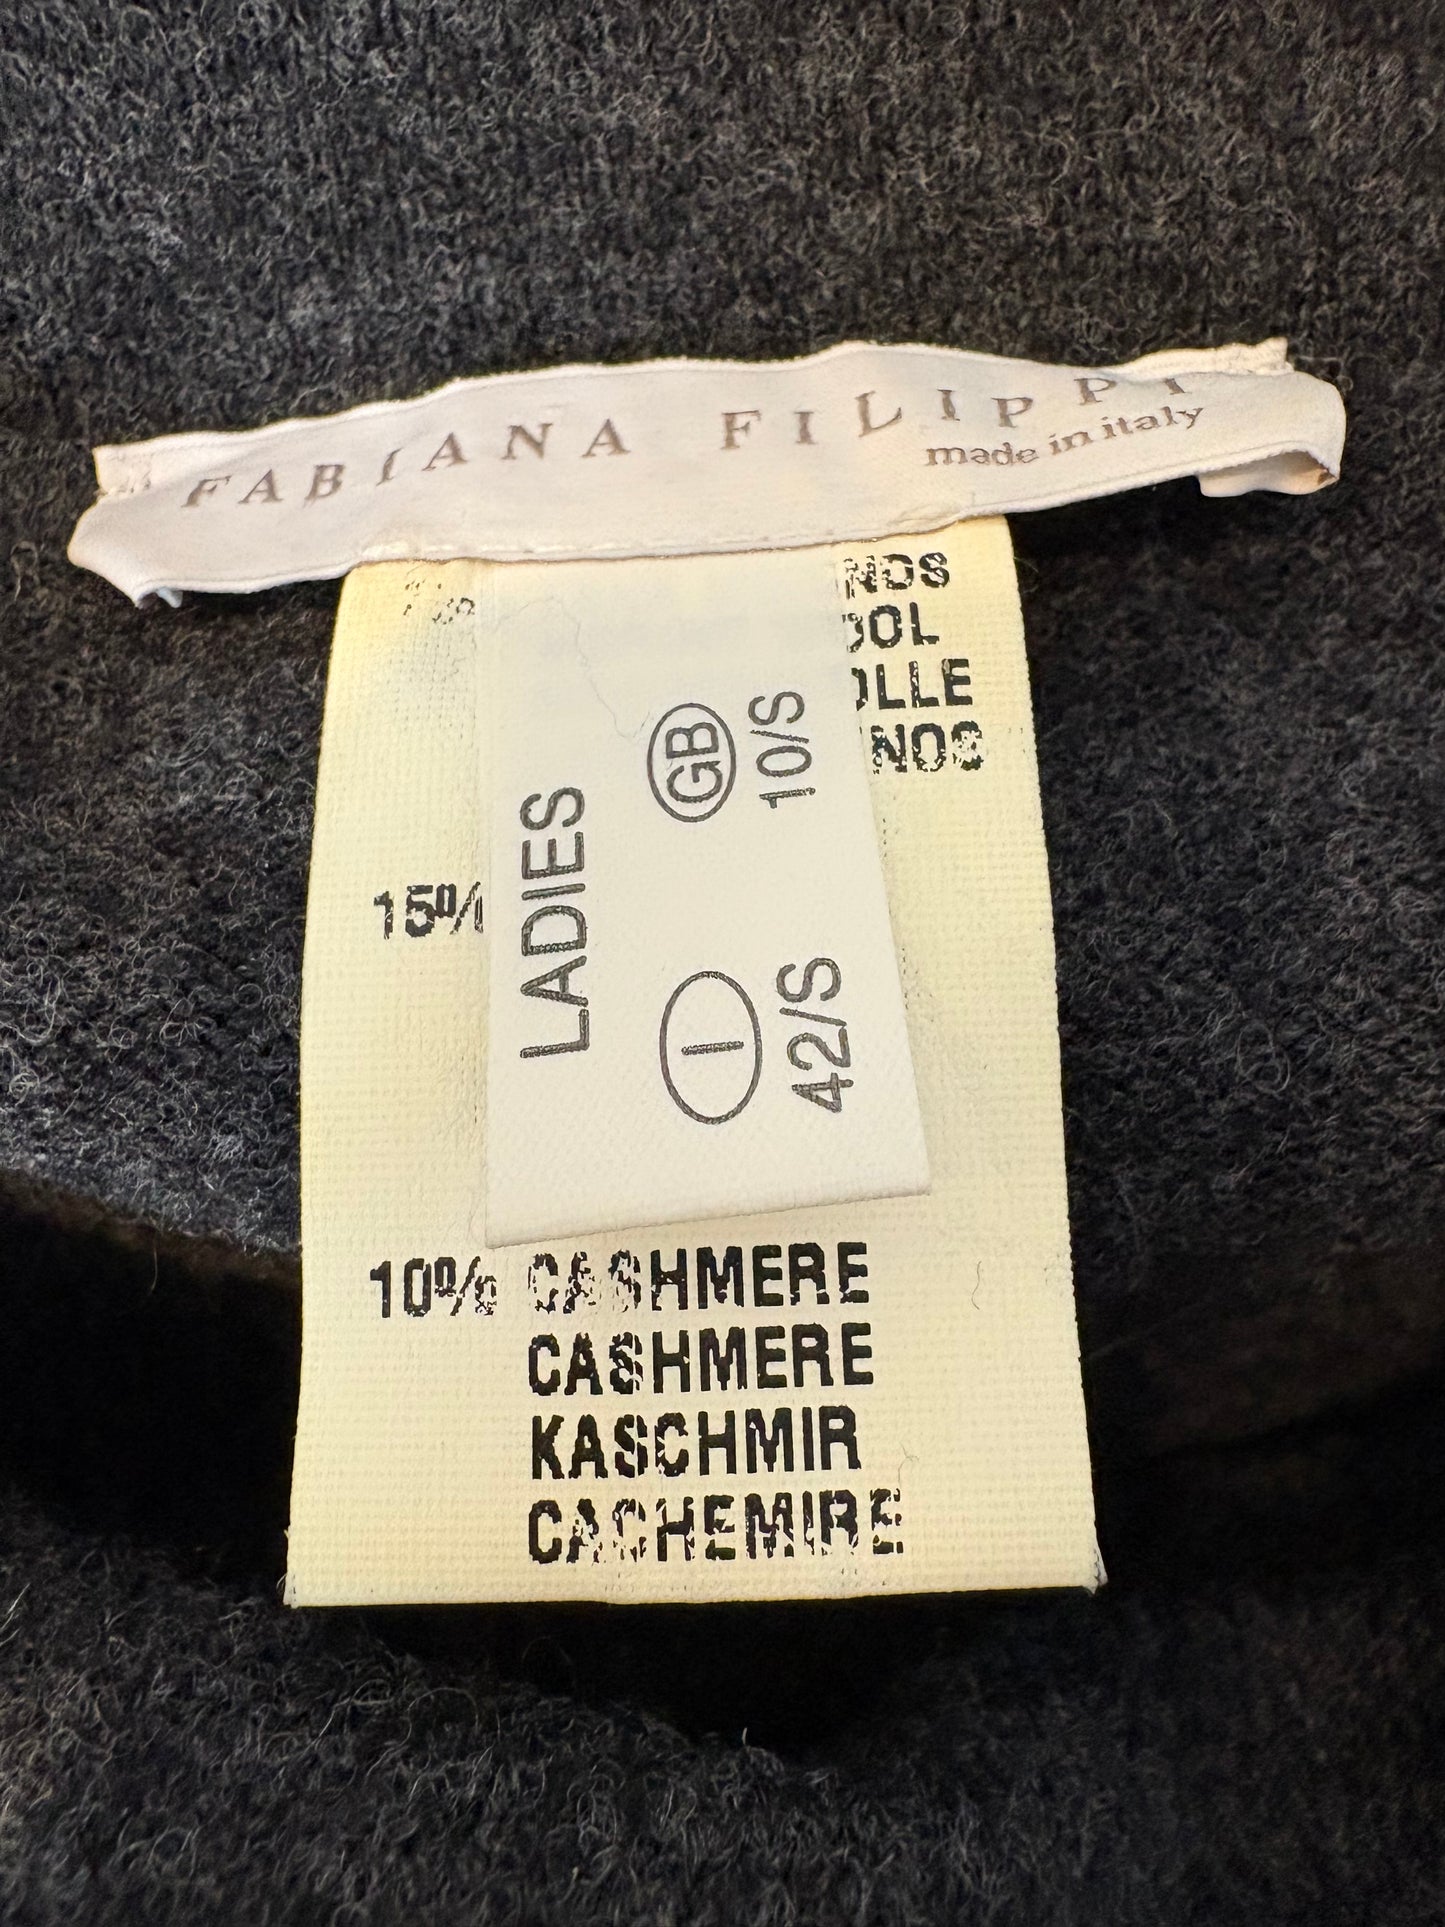 FABIANA FILIPPI
made in italy
LADIES
GB
10/S
I
42/S
15%
10% CASHMERE
CASHMERE
KASCHMIR
CACHEMIRE